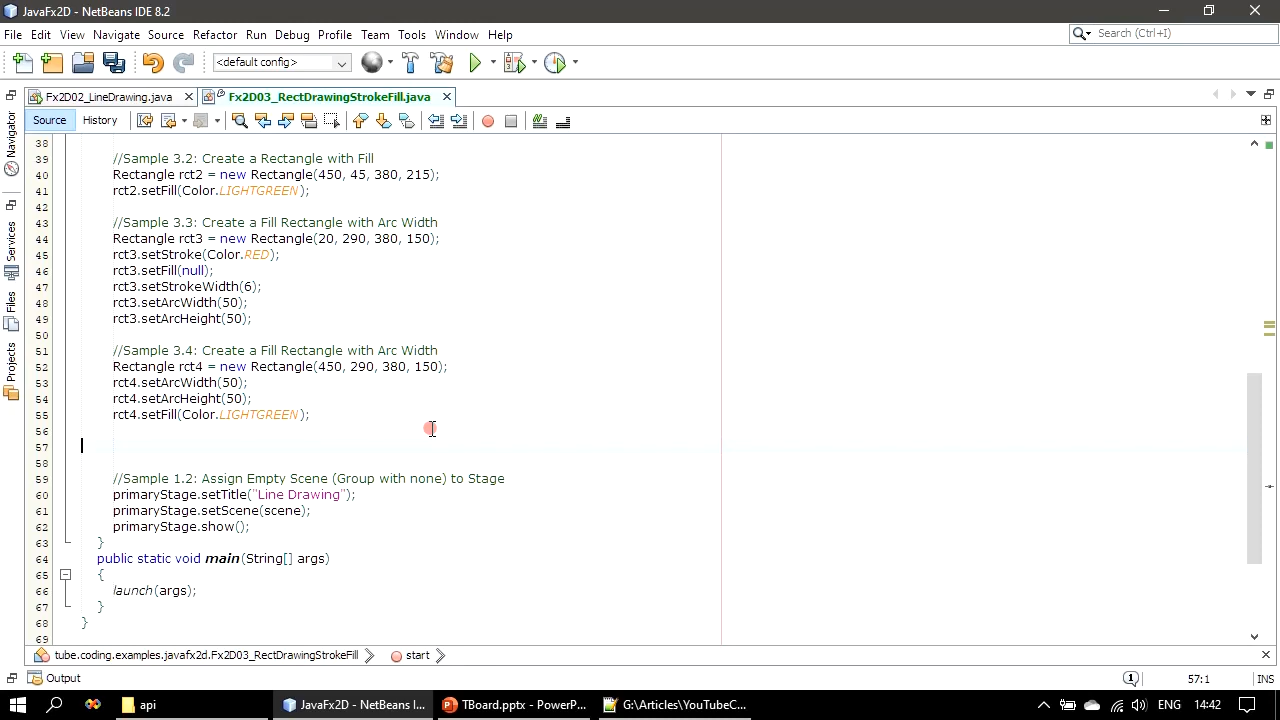 JavaFx2D - NetBeans IDE 8.2
File Edit View Navigate Source Refactor Run Debug Profile Team Tools Window Help
Search (Ctrl+I)
<default config>
Fx2D02_LineDrawing.java
Fx2D03_RectDrawingStrokeFill.java
Source History
Navigator
Services
Files
Projects
38
39 //Sample 3.2: Create a Rectangle with Fill
40 Rectangle rct2 = new Rectangle(450, 45, 380, 215);
41 rct2.setFill(Color.LIGHTGREEN);
42
43 //Sample 3.3: Create a Fill Rectangle with Arc Width
44 Rectangle rct3 = new Rectangle(20, 290, 380, 150);
45 rct3.setStroke(Color.RED);
46 rct3.setFill(null);
47 rct3.setStrokeWidth(6);
48 rct3.setArcWidth(50);
49 rct3.setArcHeight(50);
50
51 //Sample 3.4: Create a Fill Rectangle with Arc Width
52 Rectangle rct4 = new Rectangle(450, 290, 380, 150);
53 rct4.setArcWidth(50);
54 rct4.setArcHeight(50);
55 rct4.setFill(Color.LIGHTGREEN);
56
57
58
59 //Sample 1.2: Assign Empty Scene (Group with none) to Stage
60 primaryStage.setTitle("Line Drawing");
61 primaryStage.setScene(scene);
62 primaryStage.show();
63 }
64 public static void main(String[] args)
65 {
66 launch(args);
67 }
68 }
69
tube.coding.examples.javafx2d.Fx2D03_RectDrawingStrokeFill
start
Output
1
57:1
INS
api
JavaFx2D - NetBeans I...
TBoard.pptx - PowerP...
G:\Articles\YouTubeC...
ENG
14:42